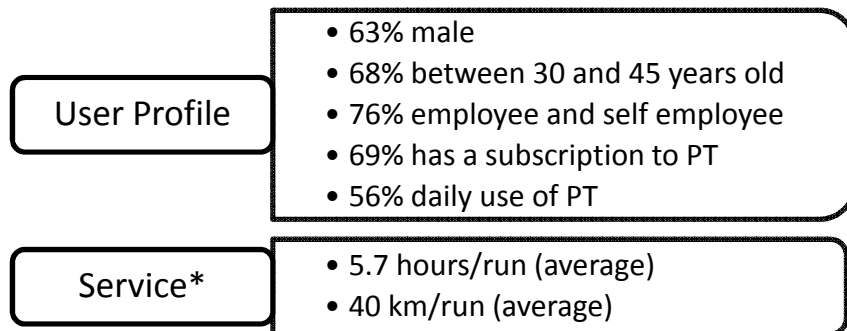 User Profile
• 63% male
• 68% between 30 and 45 years old
• 76% employee and self employee
• 69% has a subscription to PT
• 56% daily use of PT
Service*
• 5.7 hours/run (average)
• 40 km/run (average)